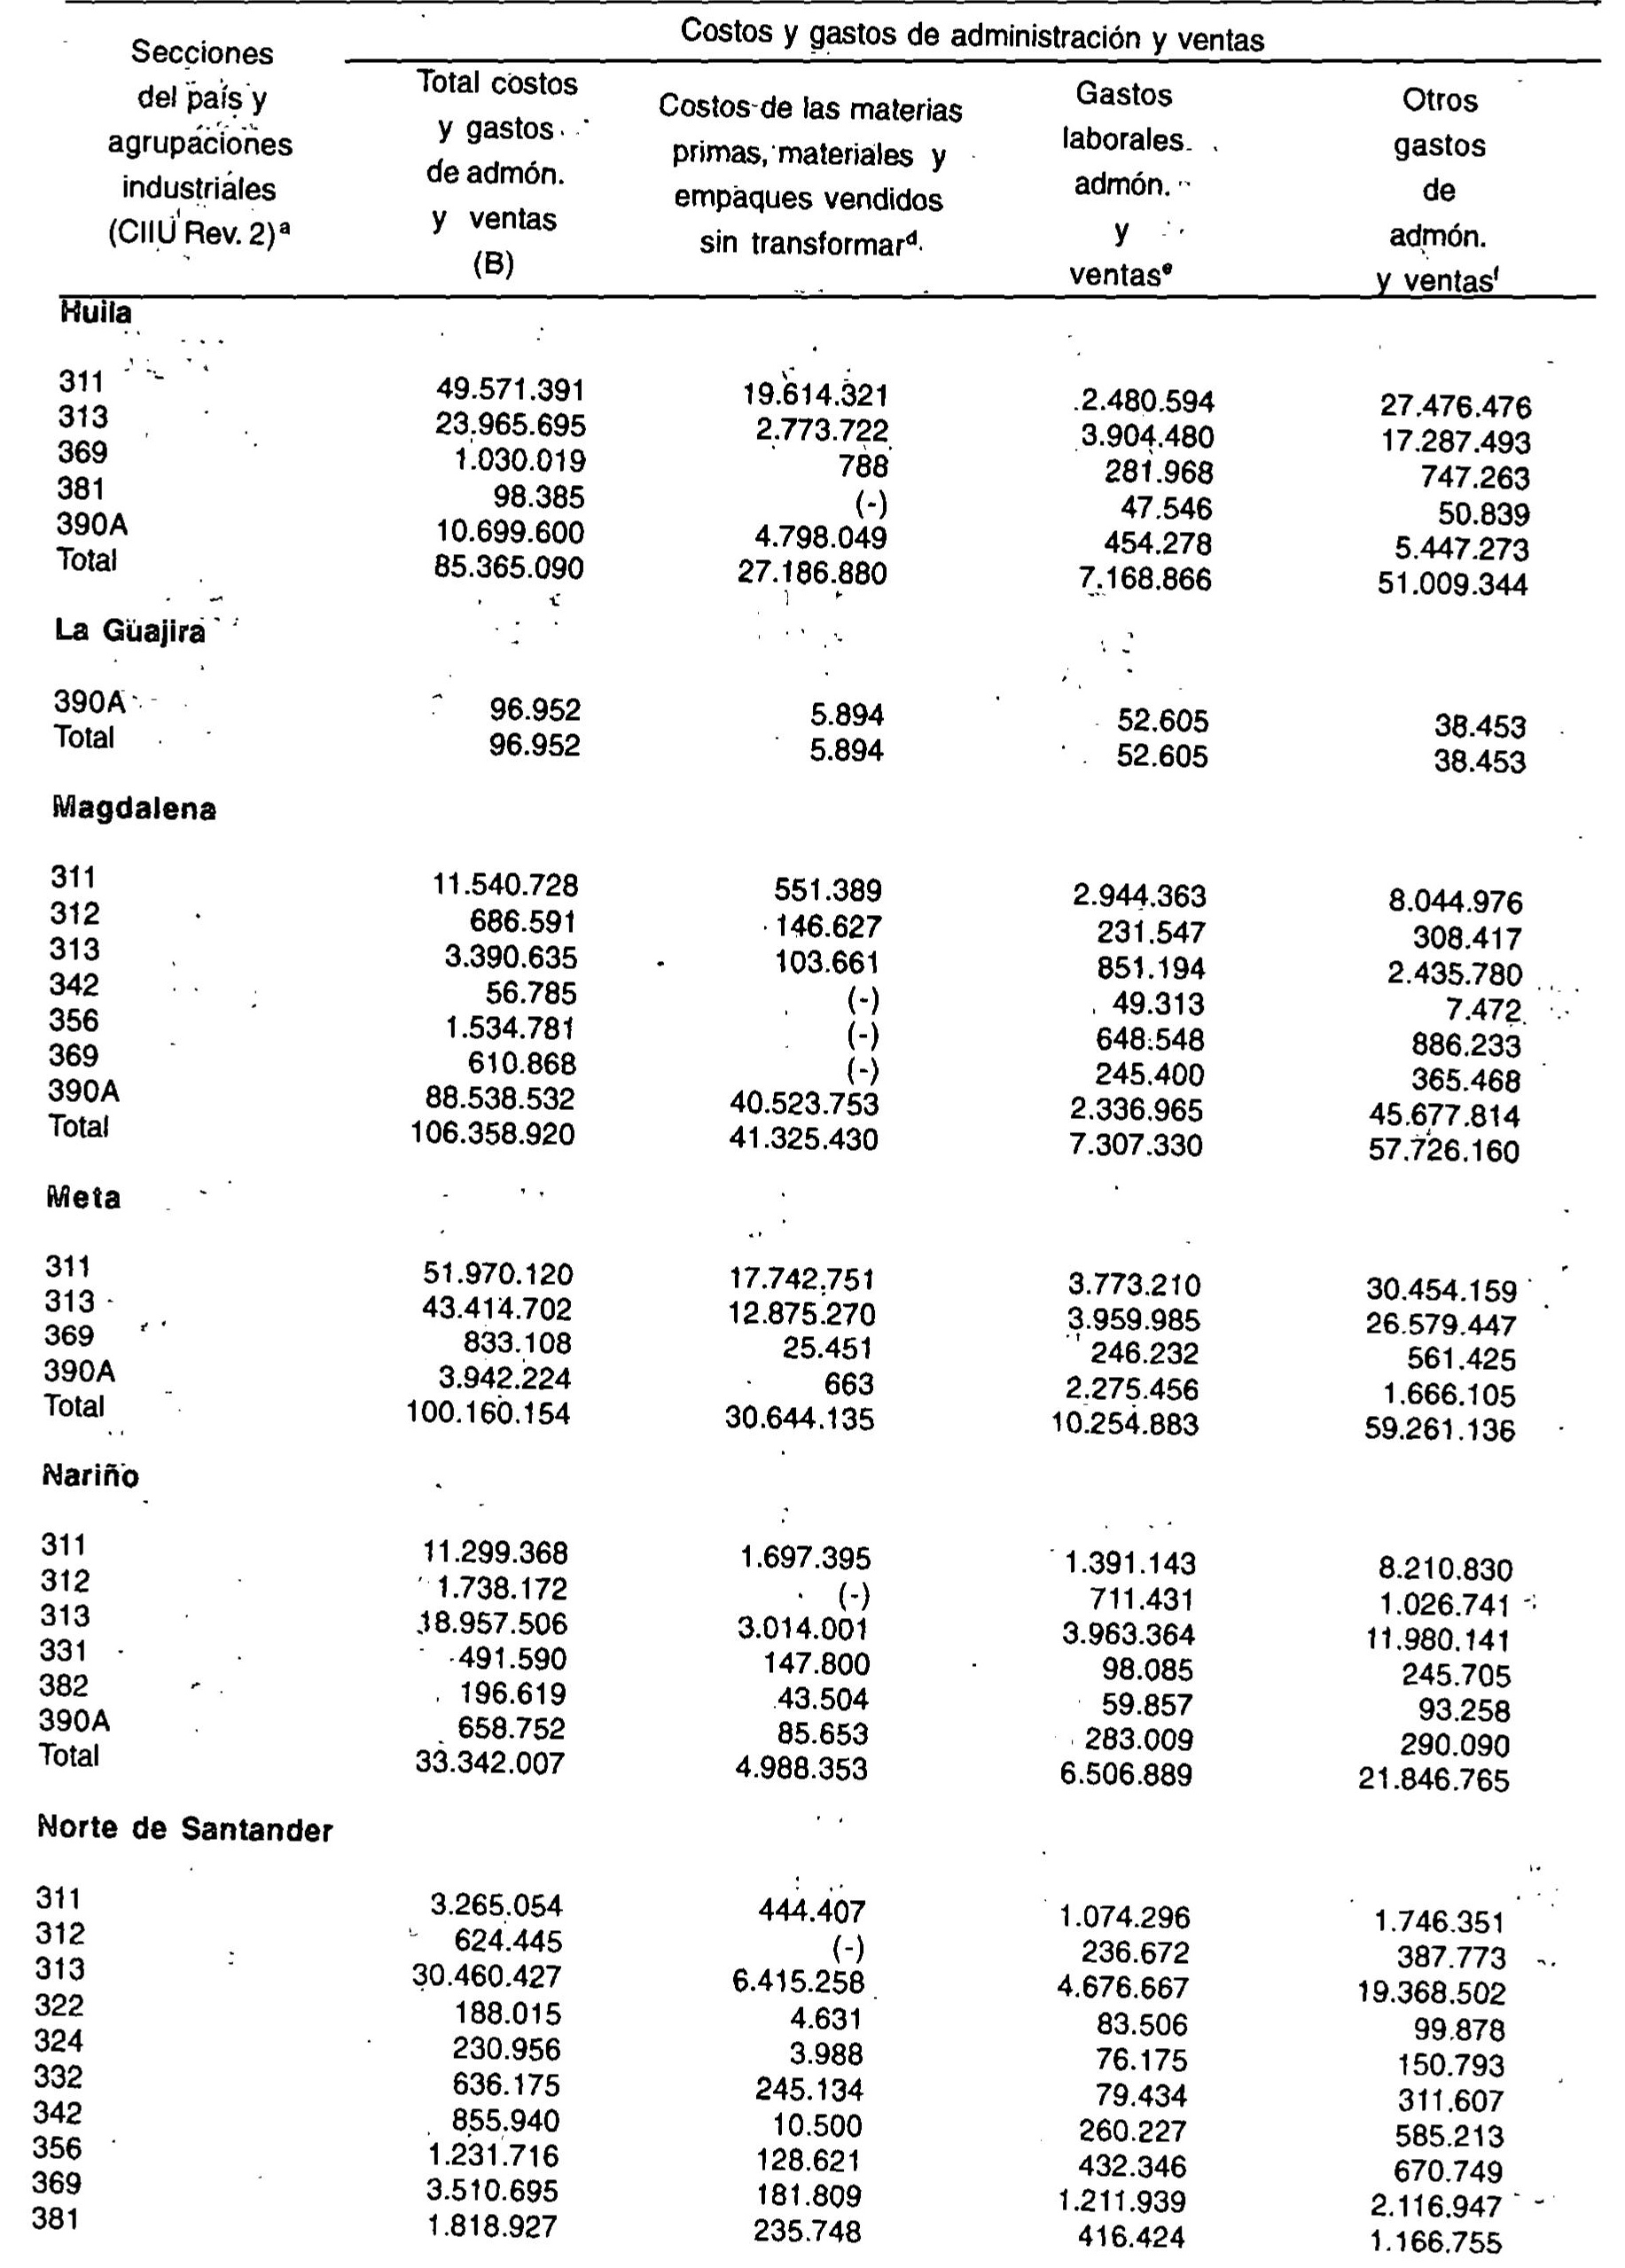 Costos y gastos de administración y ventas
Secciones
del país y
agrupaciones
industriales
(CIIU Rev. 2)ª
Total costos
y gastos
de admón.
y ventas
(B)
Costos de las materias
primas, materiales y
empaques vendidos
sin transformarᵈ.
Gastos
laborales
admón.
y
ventasᵉ
Otros
gastos
de
admón.
y ventasᶠ
Huila
311 49.571.391 19.614.321 2.480.594 27.476.476
313 23.965.695 2.773.722 3.904.480 17.287.493
369 1.030.019 788 281.968 747.263
381 98.385 (-) 47.546 50.839
390A 10.699.600 4.798.049 454.278 5.447.273
Total 85.365.090 27.186.880 7.168.866 51.009.344
La Guajira
390A 96.952 5.894 52.605 38.453
Total 96.952 5.894 52.605 38.453
Magdalena
311 11.540.728 551.389 2.944.363 8.044.976
312 686.591 146.627 231.547 308.417
313 3.390.635 103.661 851.194 2.435.780
342 56.785 (-) 49.313 7.472
356 1.534.781 (-) 648.548 886.233
369 610.868 (-) 245.400 365.468
390A 88.538.532 40.523.753 2.336.965 45.677.814
Total 106.358.920 41.325.430 7.307.330 57.726.160
Meta
311 51.970.120 17.742.751 3.773.210 30.454.159
313 43.414.702 12.875.270 3.959.985 26.579.447
369 833.108 25.451 246.232 561.425
390A 3.942.224 663 2.275.456 1.666.105
Total 100.160.154 30.644.135 10.254.883 59.261.136
Nariño
311 11.299.368 1.697.395 1.391.143 8.210.830
312 1.738.172 (-) 711.431 1.026.741
313 18.957.506 3.014.001 3.963.364 11.980.141
331 491.590 147.800 98.085 245.705
382 196.619 43.504 59.857 93.258
390A 658.752 85.653 283.009 290.090
Total 33.342.007 4.988.353 6.506.889 21.846.765
Norte de Santander
311 3.265.054 444.407 1.074.296 1.746.351
312 624.445 (-) 236.672 387.773
313 30.460.427 6.415.258 4.676.667 19.368.502
322 188.015 4.631 83.506 99.878
324 230.956 3.988 76.175 150.793
332 636.175 245.134 79.434 311.607
342 855.940 10.500 260.227 585.213
356 1.231.716 128.621 432.346 670.749
369 3.510.695 181.809 1.211.939 2.116.947
381 1.818.927 235.748 416.424 1.166.755